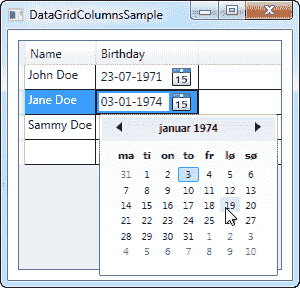 DataGridColumnsSample
Name Birthday
John Doe 23-07-1971 15
Jane Doe 03-01-1974 15
Sammy Doe
januar 1974
ma ti on to fr lø sø
31 1 2 3 4 5 6
7 8 9 10 11 12 13
14 15 16 17 18 19 20
21 22 23 24 25 27
28 29 30 31 1 2 3
4 5 6 7 8 9 10